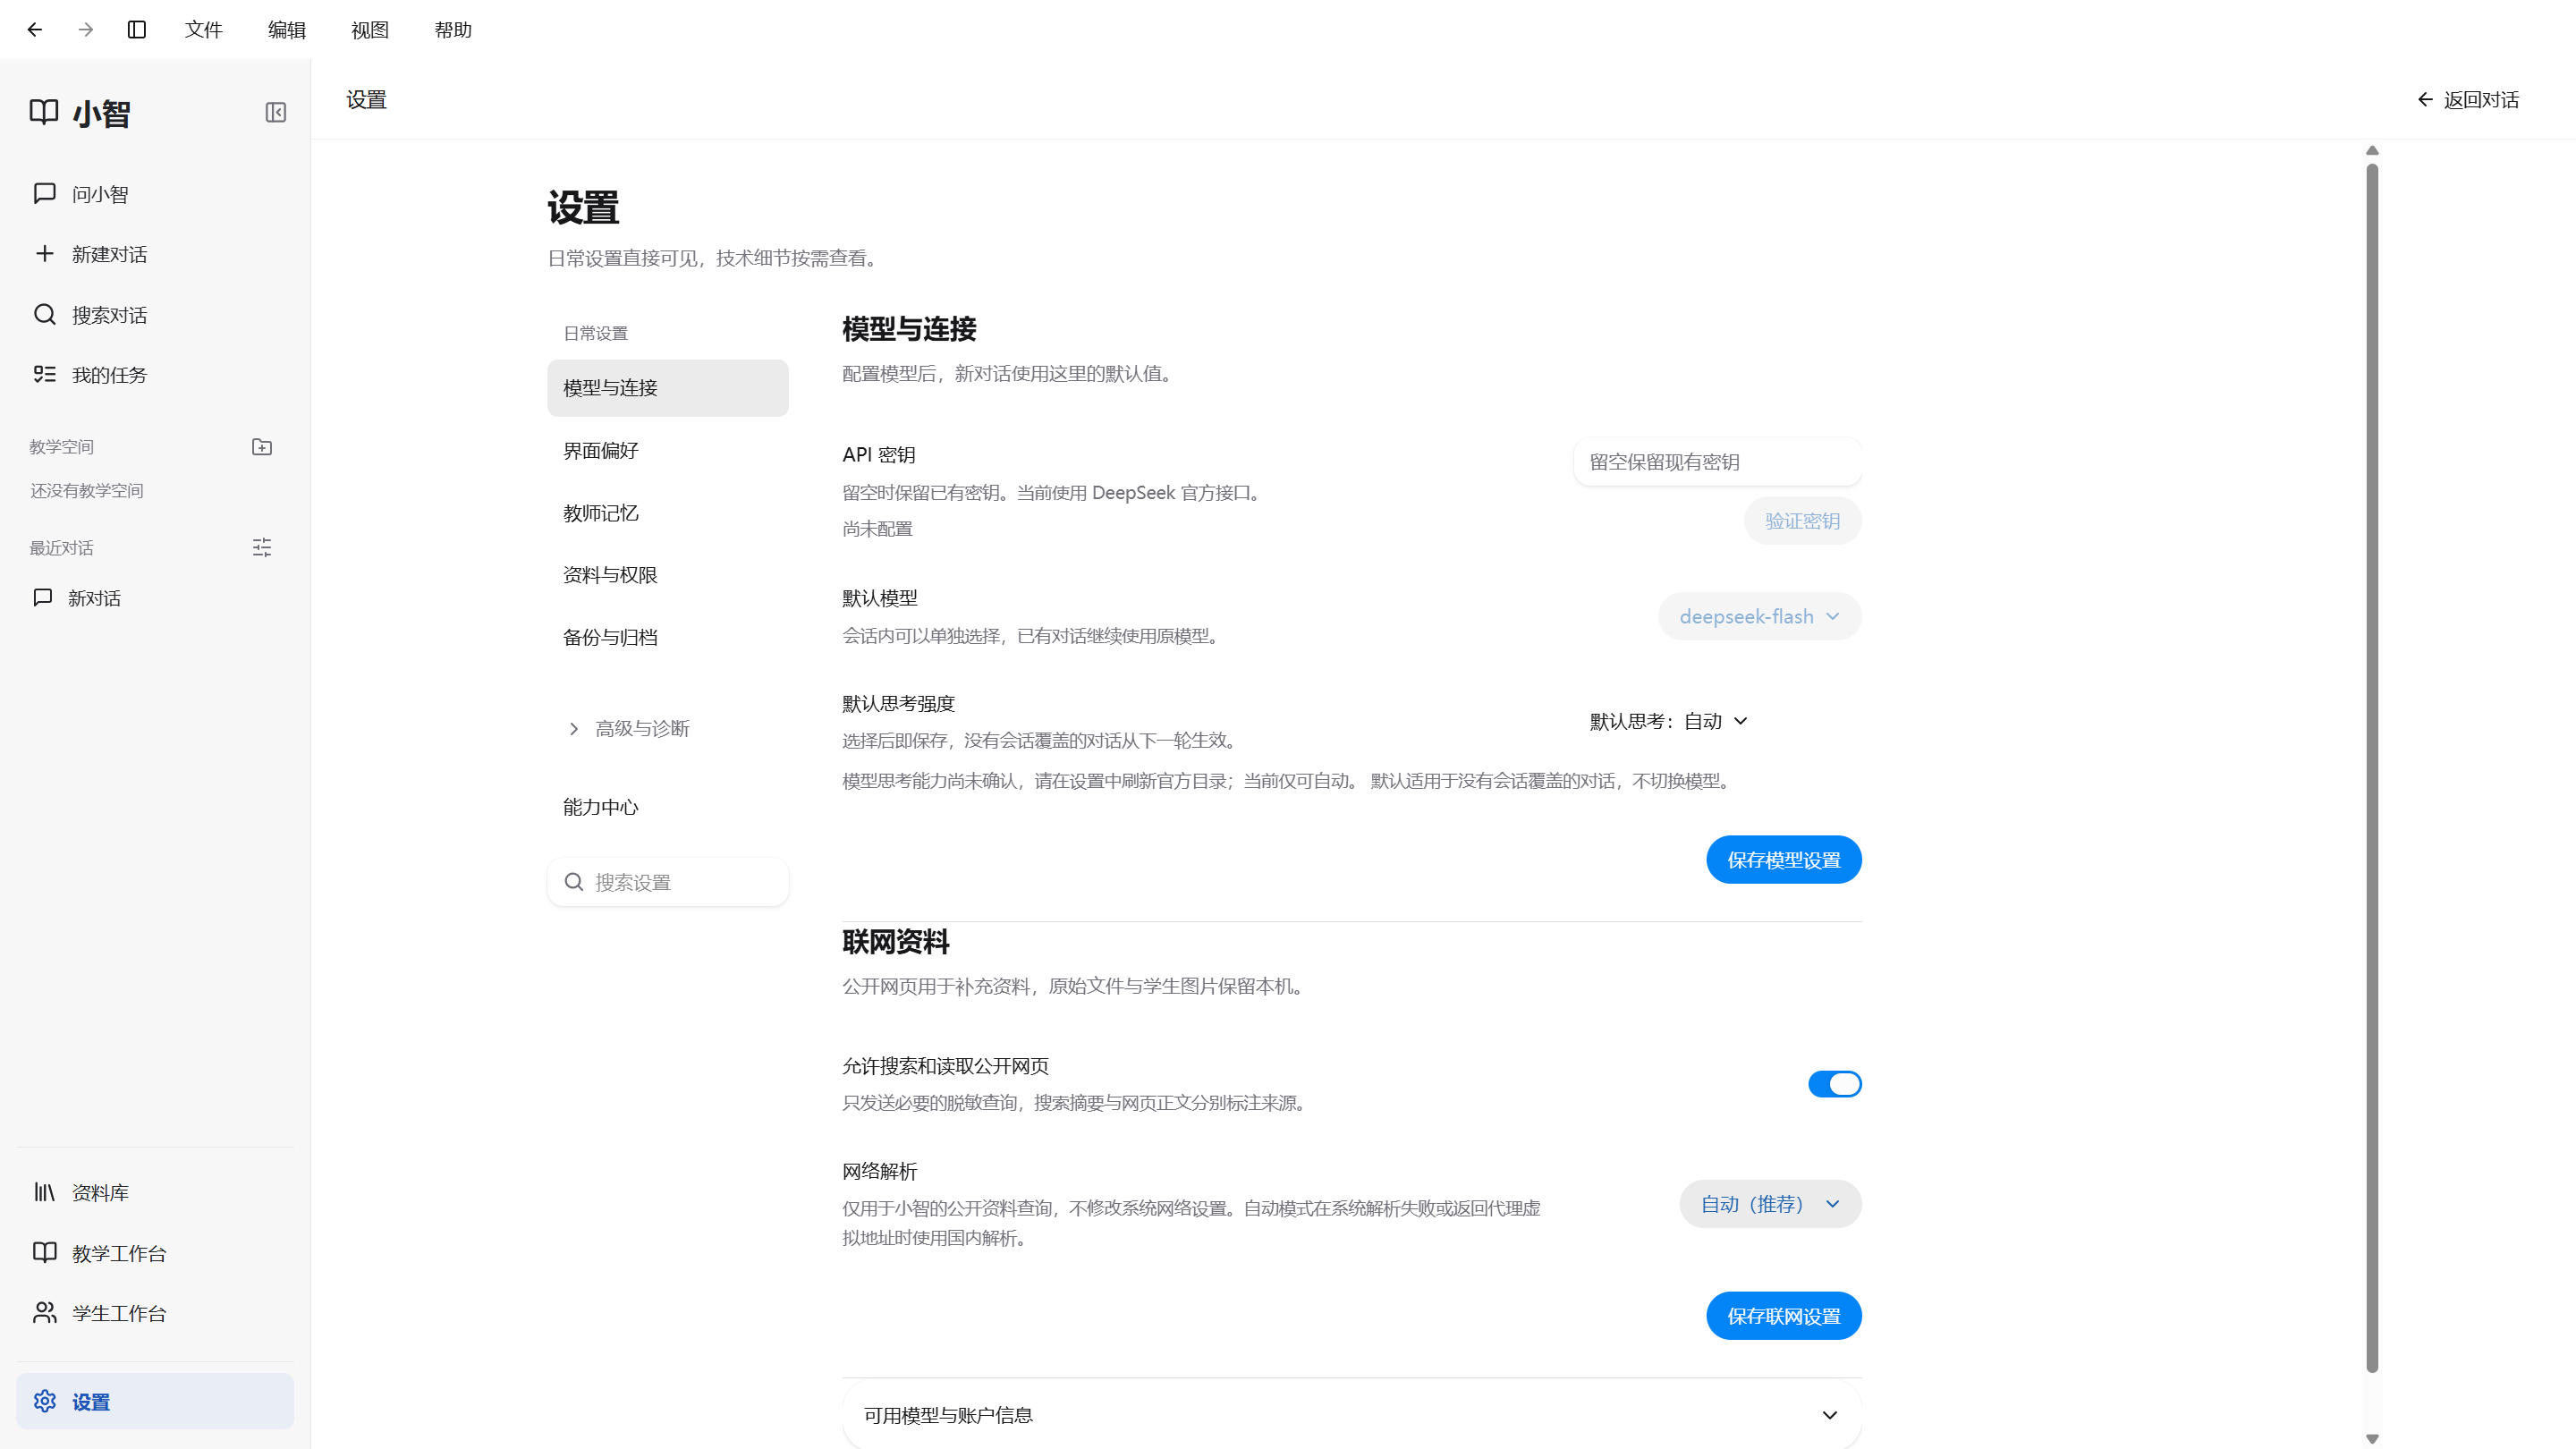 文件 编辑 视图 帮助
小智
设置
返回对话
问小智
新建对话
搜索对话
我的任务
教学空间
还没有教学空间
最近对话
新对话
资料库
教学工作台
学生工作台
设置
设置
日常设置直接可见，技术细节按需查看。
日常设置
模型与连接
界面偏好
教师记忆
资料与权限
备份与归档
高级与诊断
能力中心
搜索设置
模型与连接
配置模型后，新对话使用这里的默认值。
API 密钥
留空时保留已有密钥。当前使用 DeepSeek 官方接口。
尚未配置
留空保留现有密钥
验证密钥
默认模型
会话内可以单独选择，已有对话继续使用原模型。
deepseek-flash
默认思考强度
选择后即保存，没有会话覆盖的对话从下一轮生效。
默认思考：自动
模型思考能力尚未确认，请在设置中刷新官方目录；当前仅可自动。 默认适用于没有会话覆盖的对话，不切换模型。
保存模型设置
联网资料
公开网页用于补充资料，原始文件与学生图片保留本机。
允许搜索和读取公开网页
只发送必要的脱敏查询，搜索摘要与网页正文分别标注来源。
网络解析
仅用于小智的公开资料查询，不修改系统网络设置。自动模式在系统解析失败或返回代理虚
拟地址时使用国内解析。
自动（推荐）
保存联网设置
可用模型与账户信息